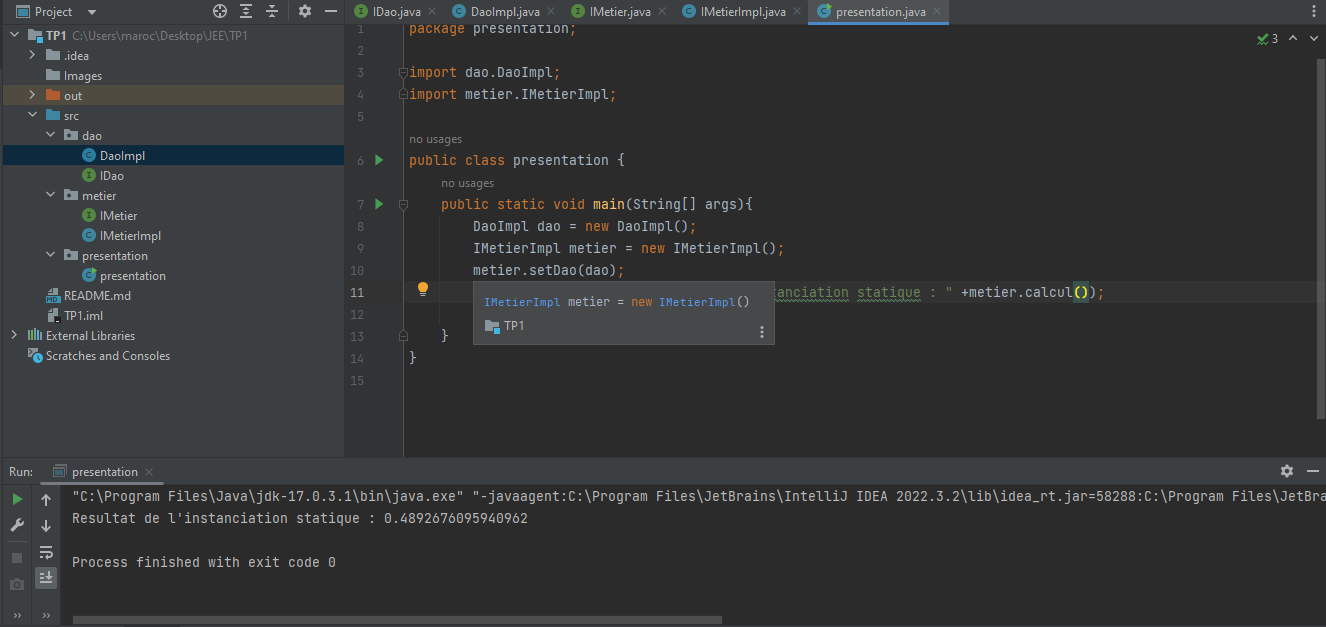 Project
IDao.java
DaoImpl.java
IMetier.java
IMetierImpl.java
presentation.java
TP1 C:\Users\maroc\Desktop\JEE\TP1
.idea
Images
out
src
dao
DaoImpl
IDao
metier
IMetier
IMetierImpl
presentation
presentation
README.md
TP1.iml
External Libraries
Scratches and Consoles
3
1 package presentation;
2
3 import dao.DaoImpl;
4 import metier.IMetierImpl;
5
no usages
6 public class presentation {
no usages
7 public static void main(String[] args){
8 DaoImpl dao = new DaoImpl();
9 IMetierImpl metier = new IMetierImpl();
10 metier.setDao(dao);
11 tanciation statique : " +metier.calcul());
IMetierImpl metier = new IMetierImpl()
12
TP1
13 }
14 }
15
Run: presentation
"C:\Program Files\Java\jdk-17.0.3.1\bin\java.exe" "-javaagent:C:\Program Files\JetBrains\IntelliJ IDEA 2022.3.2\lib\idea_rt.jar=58288:C:\Program Files\JetBra
Resultat de l'instanciation statique : 0.4892676095940962
Process finished with exit code 0